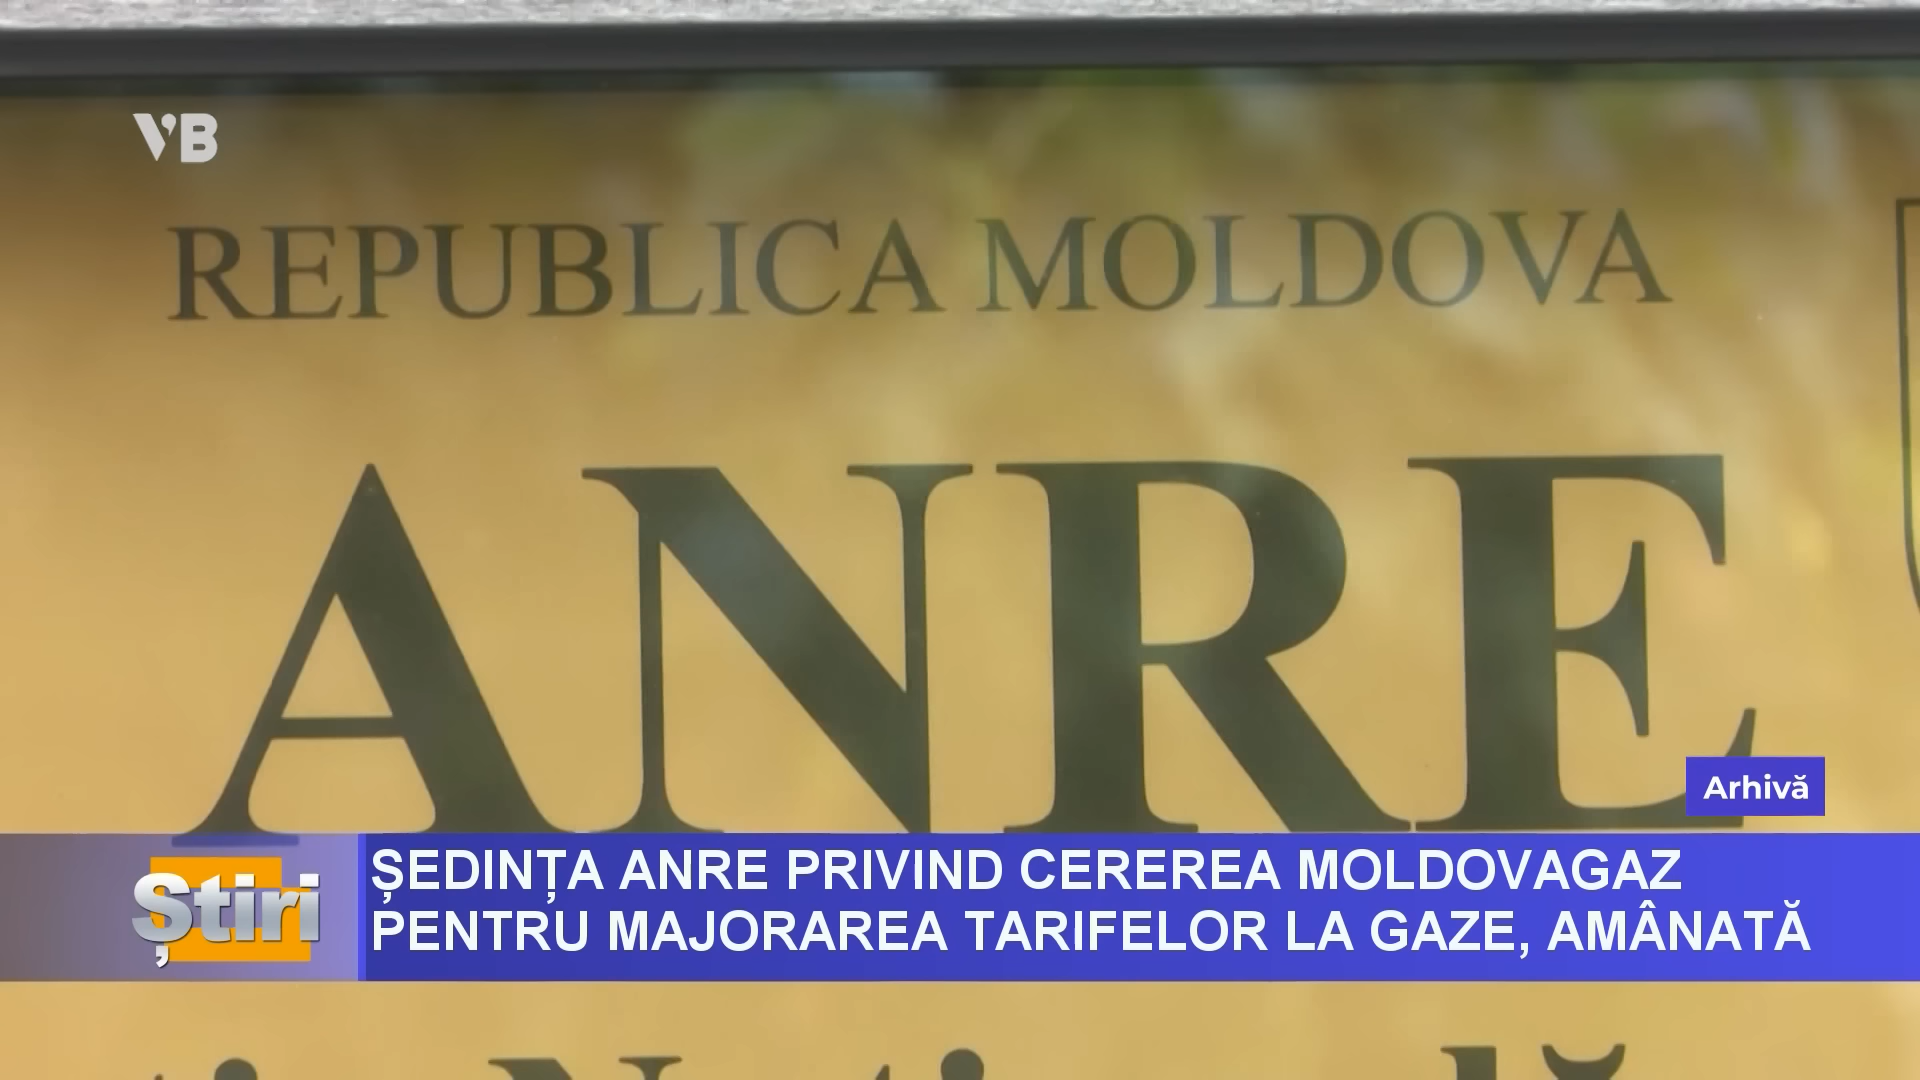 VB
REPUBLICA MOLDOVA
ANRE
Arhivă
Știri
ȘEDINȚA ANRE PRIVIND CEREREA MOLDOVAGAZ
PENTRU MAJORAREA TARIFELOR LA GAZE, AMÂNATĂ